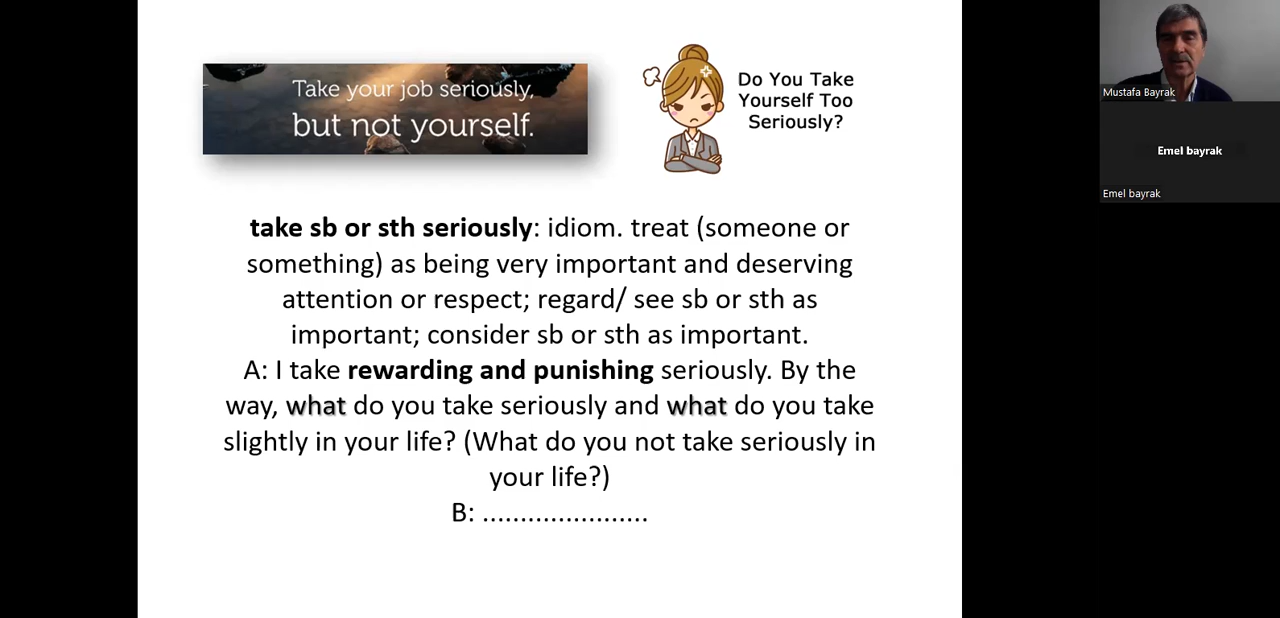 Take your job seriously,
but not yourself.
Do You Take
Yourself Too
Seriously?
take sb or sth seriously: idiom. treat (someone or
something) as being very important and deserving
attention or respect; regard/ see sb or sth as
important; consider sb or sth as important.
A: I take rewarding and punishing seriously. By the
way, what do you take seriously and what do you take
slightly in your life? (What do you not take seriously in
your life?)
B: ......................
Mustafa Bayrak
Emel bayrak
Emel bayrak